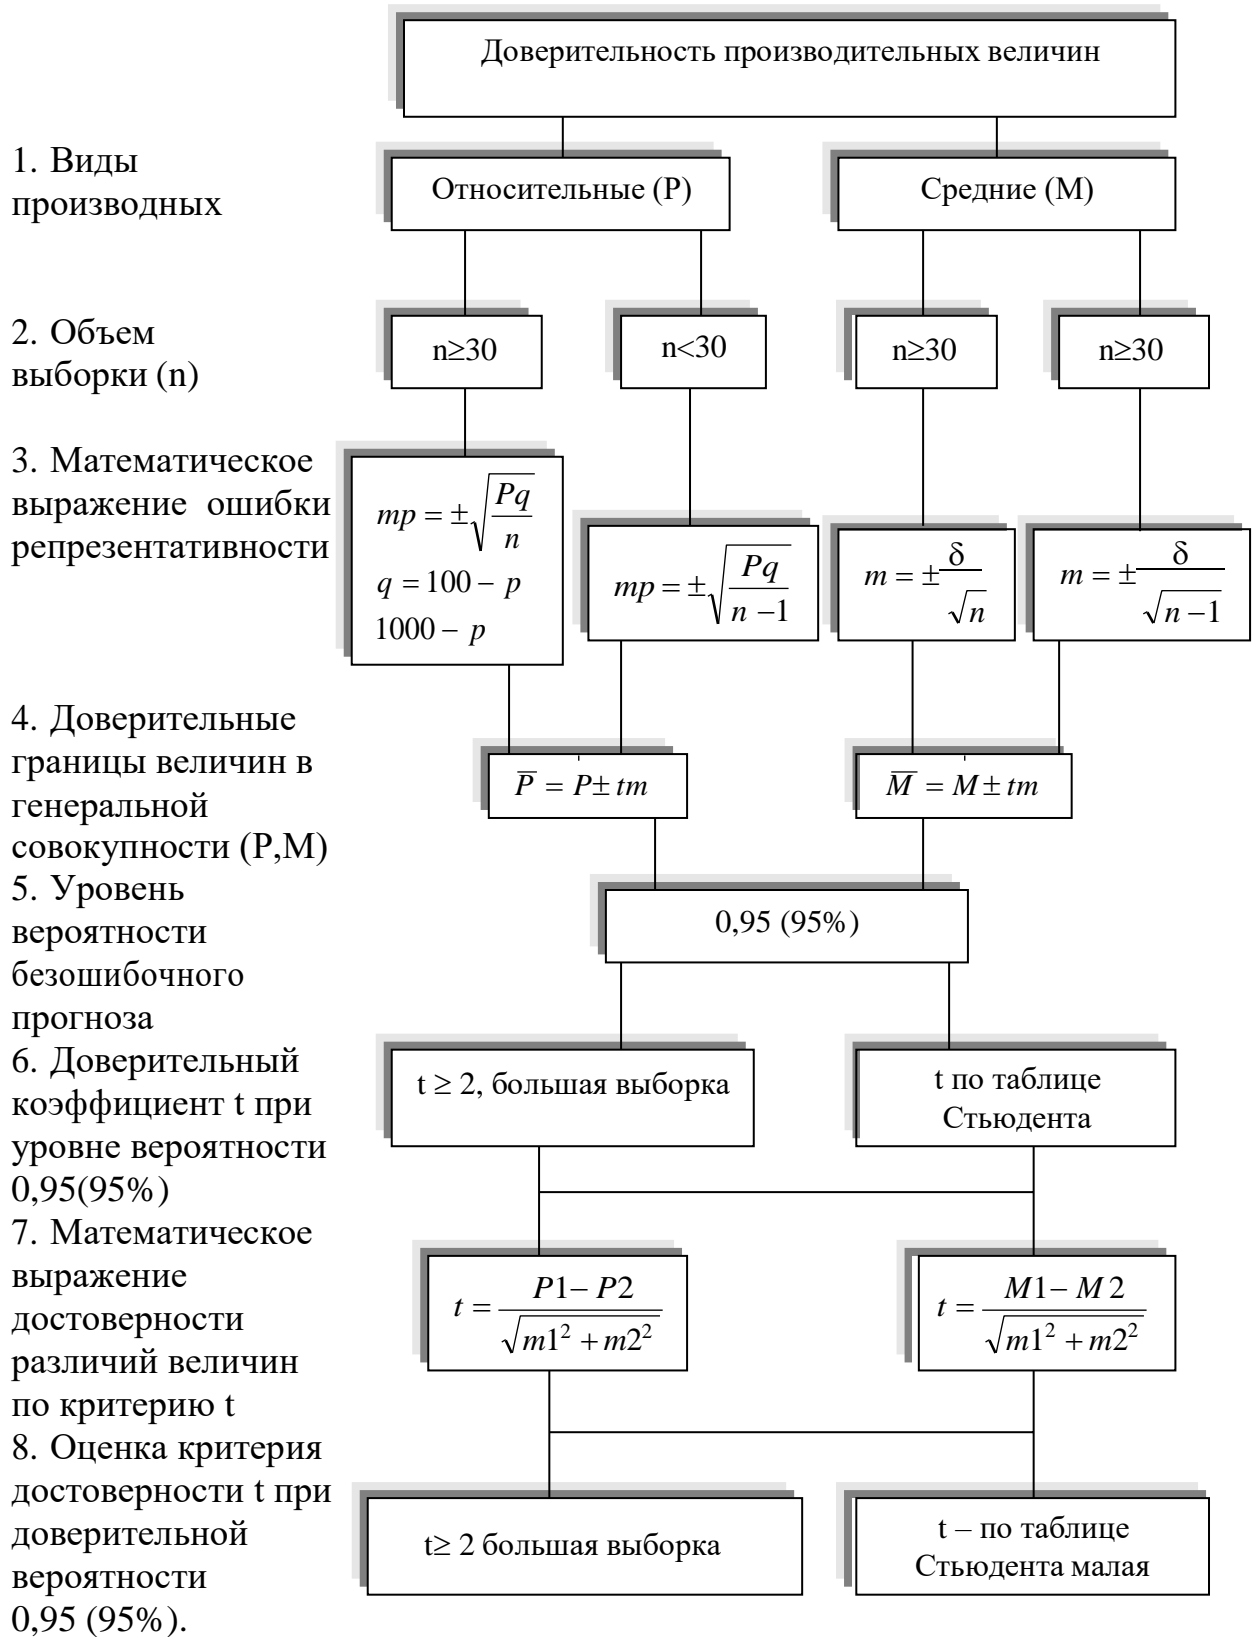 Доверительность производительных величин
1. Виды
производных
Относительные (Р)
Средние (М)
2. Объем
выборки (n)
n≥30
n<30
n≥30
n≥30
3. Математическое
выражение ошибки
репрезентативности
mp = ±√(Pq/n)
q = 100 − p
1000 − p
mp = ±√(Pq/(n −1))
m = ± δ/√n
m = ± δ/√(n −1)
4. Доверительные
границы величин в
генеральной
совокупности (Р,М)
P̅ = P ± tm
M̅ = M ± tm
5. Уровень
вероятности
безошибочного
прогноза
0,95 (95%)
6. Доверительный
коэффициент t при
уровне вероятности
0,95(95%)
t ≥ 2, большая выборка
t по таблице
Стьюдента
7. Математическое
выражение
достоверности
различий величин
по критерию t
t = (P1 − P2)/√(m1² + m2²)
t = (M1 − M 2)/√(m1² + m2²)
8. Оценка критерия
достоверности t при
доверительной
вероятности
0,95 (95%).
t≥ 2 большая выборка
t – по таблице
Стьюдента малая